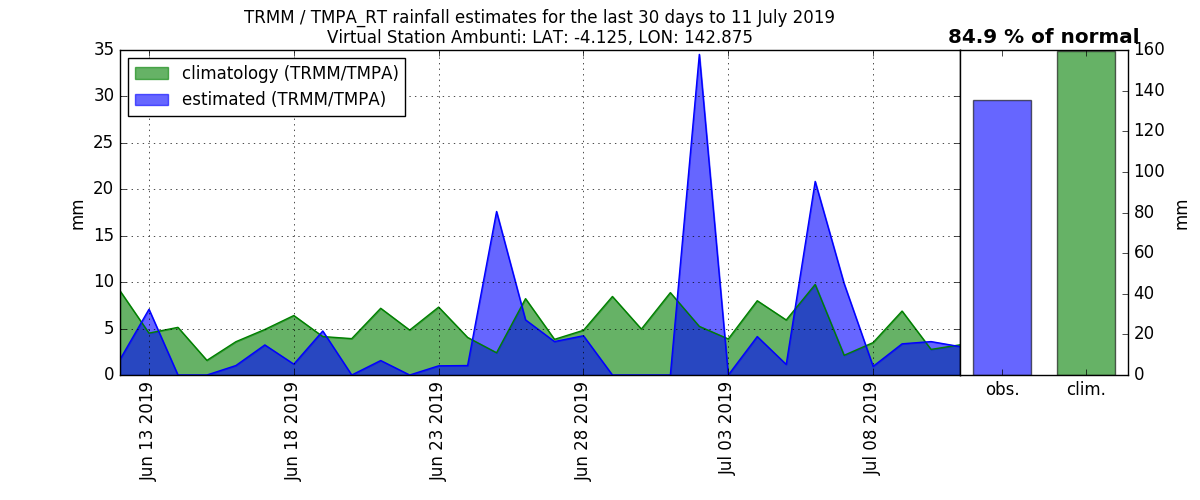 TRMM / TMPA_RT rainfall estimates for the last 30 days to 11 July 2019
Virtual Station Ambunti: LAT: -4.125, LON: 142.875
84.9 % of normal
climatology (TRMM/TMPA)
estimated (TRMM/TMPA)
35
30
25
20
15
10
5
0
mm
Jun 13 2019
Jun 18 2019
Jun 23 2019
Jun 28 2019
Jul 03 2019
Jul 08 2019
obs.
clim.
160
140
120
100
80
60
40
20
0
mm